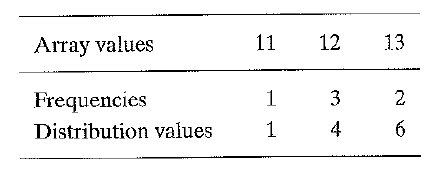 Array values 11 12 13
Frequencies 1 3 2
Distribution values 1 4 6